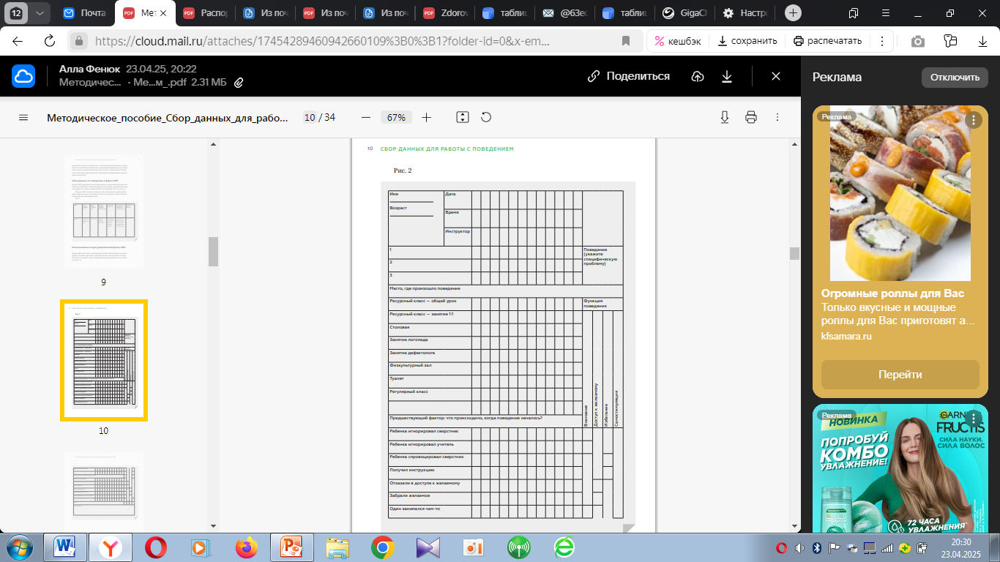 12
Почта
Мет
Распор
Из поч
Из поч
Из поч
Zdorov
таблиц
@63ec
таблиц
GigaCh
Настро
https://cloud.mail.ru/attaches/17454289460942660109%3B0%3B1?folder-id=0&x-em...
кешбэк
сохранить
распечатать
Алла Фенюк 23.04.25, 20:22
Методичес... · Ме...м_.pdf 2.31 МБ
Поделиться
Реклама
Отключить
Методическое_пособие_Сбор_данных_для_рабо...
10 / 34
67%
9
10
10 СБОР ДАННЫХ ДЛЯ РАБОТЫ С ПОВЕДЕНИЕМ
Рис. 2
Имя
Возраст
Дата
Время
Инструктор
1
2
3
Поведение
(укажите
специфическую
проблему)
Место, где произошло поведение
Ресурсный класс — общий урок
Функция
поведения
Ресурсный класс — занятие 1:1
Столовая
Занятие логопеда
Занятие дефектолога
Физкультурный зал
Туалет
Регулярный класс
Внимание
Доступ к желаемому
Избегание
Самостимуляция
Предшествующий фактор: что происходило, когда поведение началось?
Ребенка игнорировал сверстник
Ребенка игнорировал учитель
Ребенка спровоцировал сверстник
Получил инструкцию
Отказали в доступе к желаемому
Забрали желаемое
Один занимался чем-то
Реклама
Огромные роллы для Вас
Только вкусные и мощные
роллы для Вас приготовят а...
kfsamara.ru
Перейти
Реклама
НОВИНКА
GARNIER
FRUCTIS
СИЛА НАУКИ.
СИЛА ВОЛОС
ПОПРОБУЙ
КОМБО
УВЛАЖНЕНИЕ!
72 ЧАСА
УВЛАЖНЕНИЯ*
20:30
23.04.2025